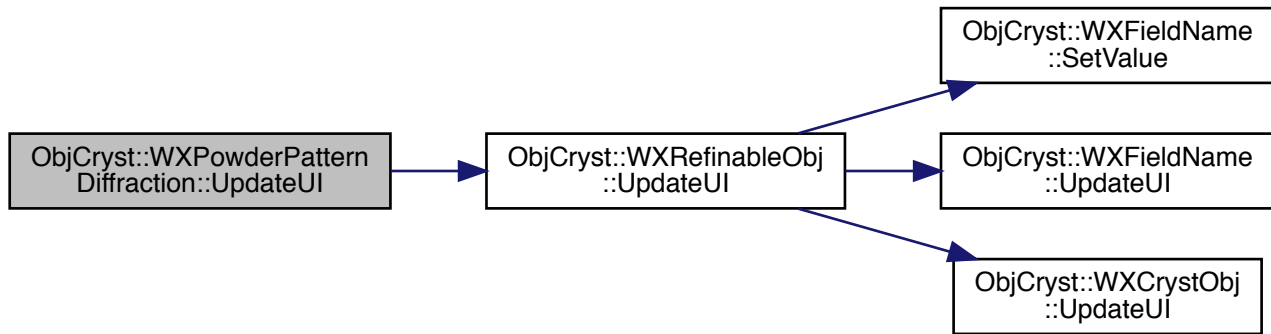 ObjCryst::WXPowderPattern
Diffraction::UpdateUI
ObjCryst::WXRefinableObj
::UpdateUI
ObjCryst::WXFieldName
::SetValue
ObjCryst::WXFieldName
::UpdateUI
ObjCryst::WXCrystObj
::UpdateUI